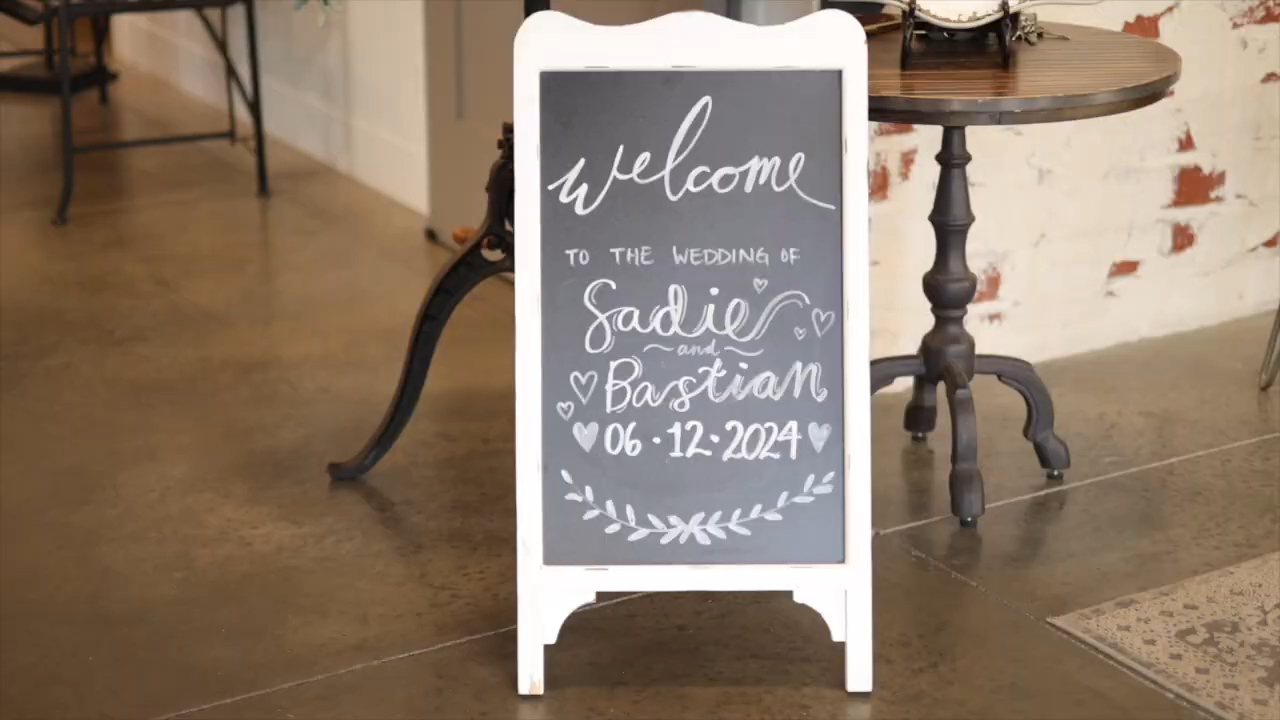 welcome
TO THE WEDDING OF
Sadie
and
Bastian
06 · 12 · 2024